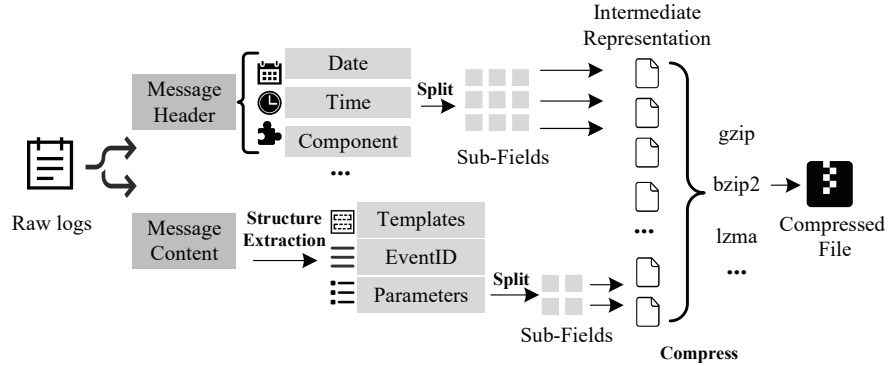 Raw logs
Message
Header
Date
Time
Component
...
Split
Sub-Fields
Message
Content
Structure
Extraction
Templates
EventID
Parameters
Split
Sub-Fields
Intermediate
Representation
...
Compress
gzip
bzip2
lzma
...
Compressed
File